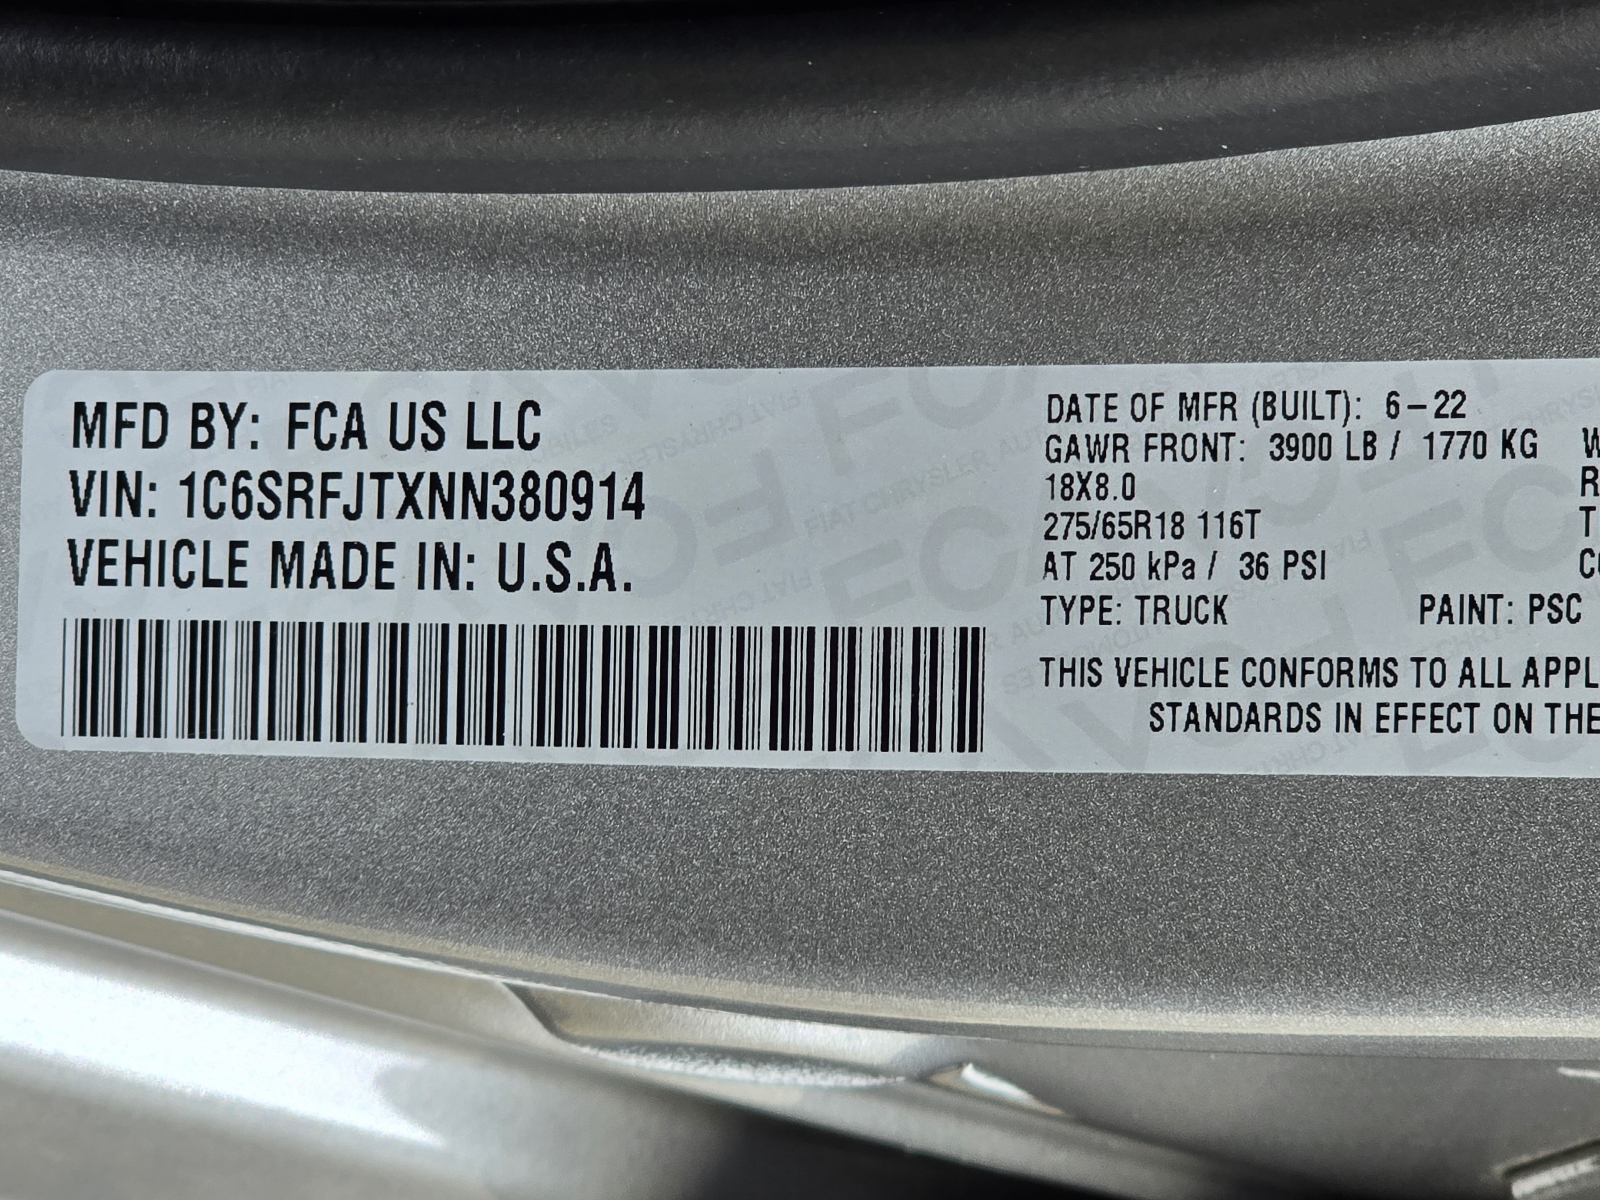 MFD BY: FCA US LLC
VIN: 1C6SRFJTXNN380914
VEHICLE MADE IN: U.S.A.
DATE OF MFR (BUILT): 6-22
GAWR FRONT: 3900 LB / 1770 KG
18X8.0
275/65R18 116T
AT 250 kPa / 36 PSI
TYPE: TRUCK PAINT: PSC
THIS VEHICLE CONFORMS TO ALL APPL
STANDARDS IN EFFECT ON THE